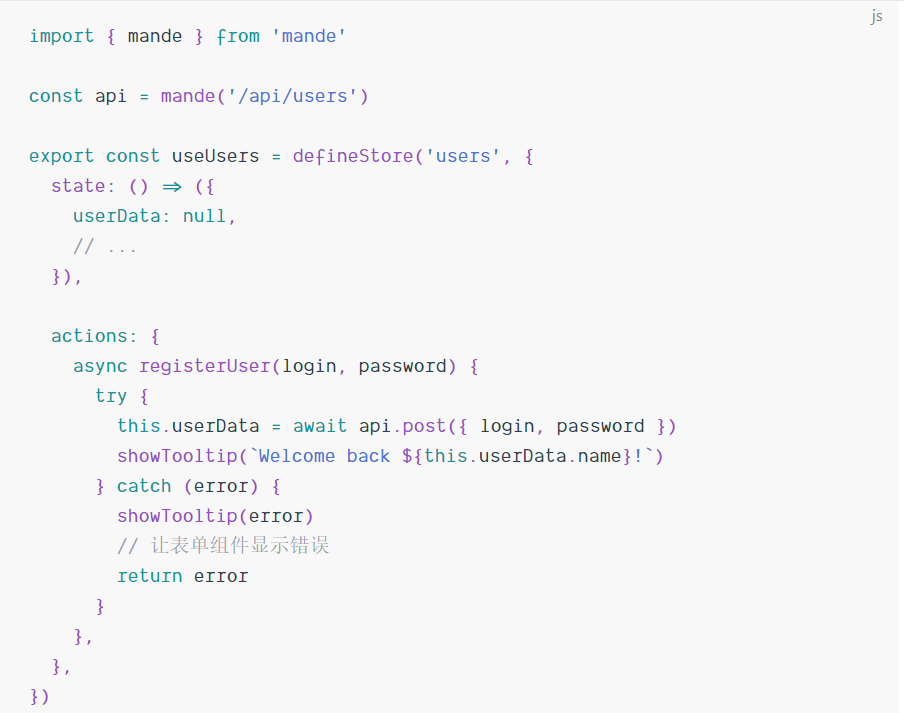 js
import { mande } from 'mande'
const api = mande('/api/users')
export const useUsers = defineStore('users', {
  state: () => ({
    userData: null,
    // ...
  }),
  actions: {
    async registerUser(login, password) {
      try {
        this.userData = await api.post({ login, password })
        showTooltip(`Welcome back ${this.userData.name}!`)
      } catch (error) {
        showTooltip(error)
        // 让表单组件显示错误
        return error
      }
    },
  },
})